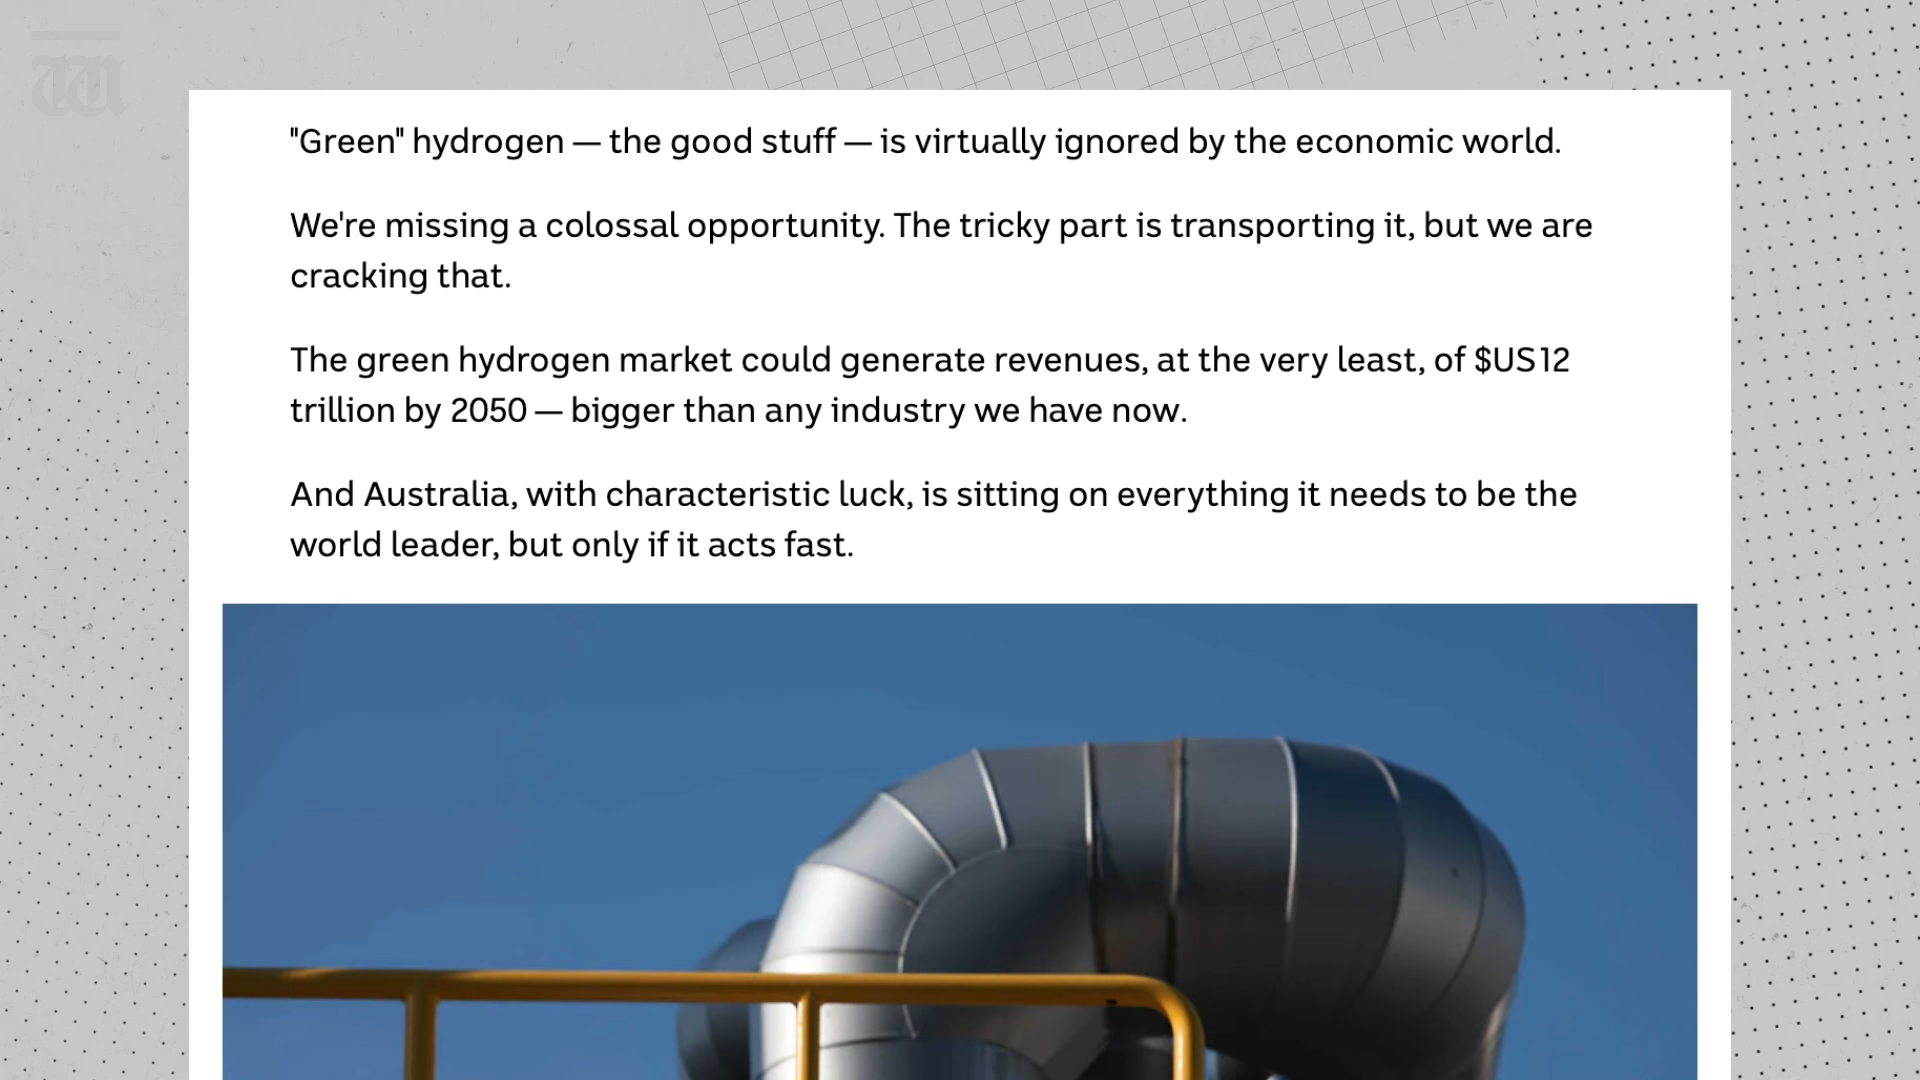 "Green" hydrogen — the good stuff — is virtually ignored by the economic world.
We're missing a colossal opportunity. The tricky part is transporting it, but we are
cracking that.
The green hydrogen market could generate revenues, at the very least, of $US12
trillion by 2050 — bigger than any industry we have now.
And Australia, with characteristic luck, is sitting on everything it needs to be the
world leader, but only if it acts fast.